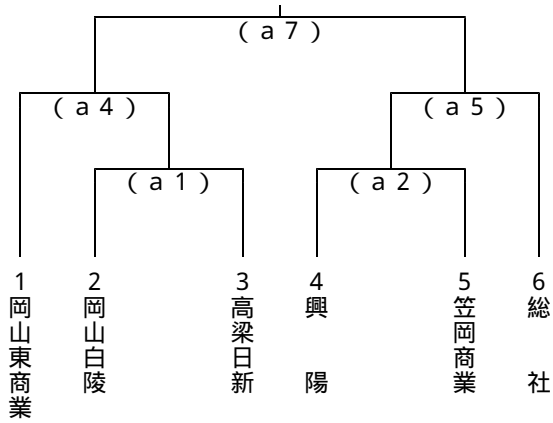 (a7)
(a4)
(a5)
(a1)
(a2)
1
岡山東商業
2
岡山白陵
3
高梁日新
4
興陽
5
笠岡商業
6
総社